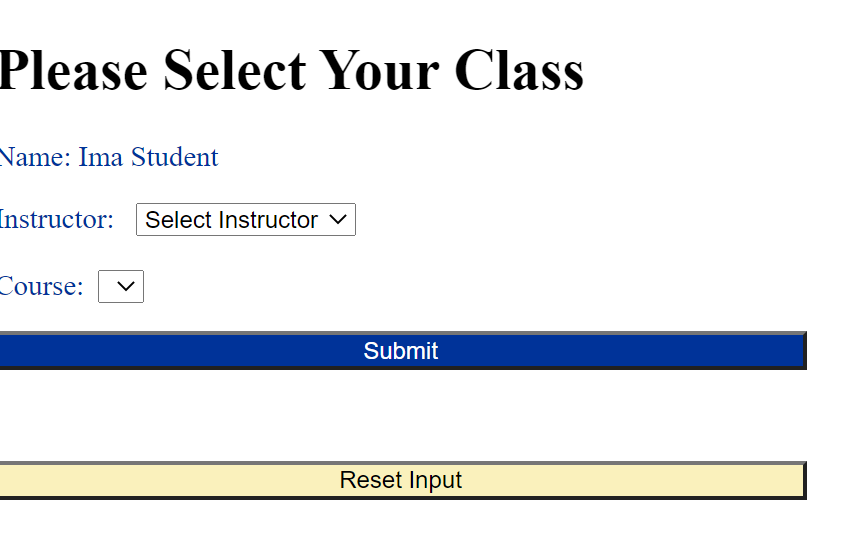 Please Select Your Class
Name: Ima Student
Instructor: Select Instructor
Course:
Submit
Reset Input